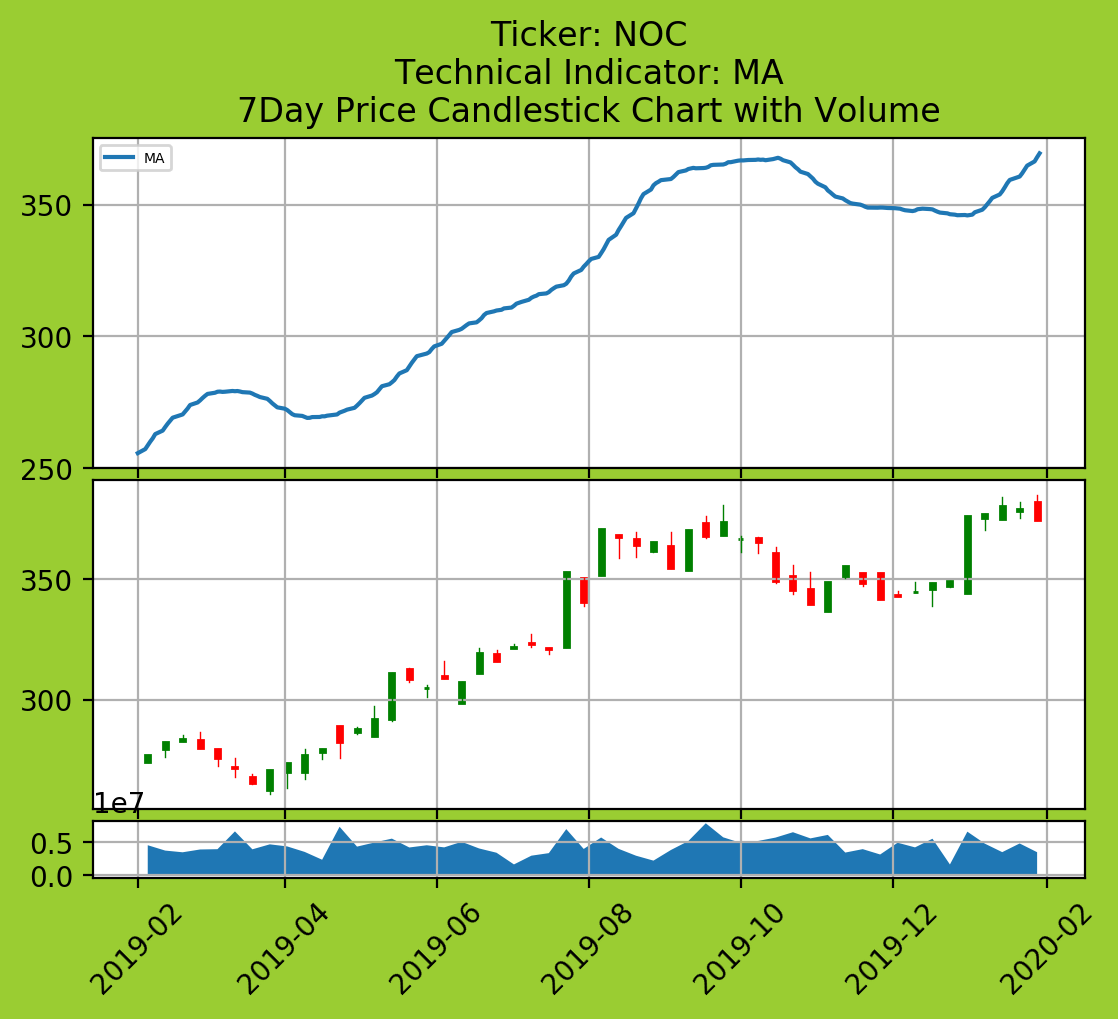 Ticker: NOC
Technical Indicator: MA
7Day Price Candlestick Chart with Volume
MA
350
300
250
350
300
1e7
0.5
0.0
2019-02 2019-04 2019-06 2019-08 2019-10 2019-12 2020-02